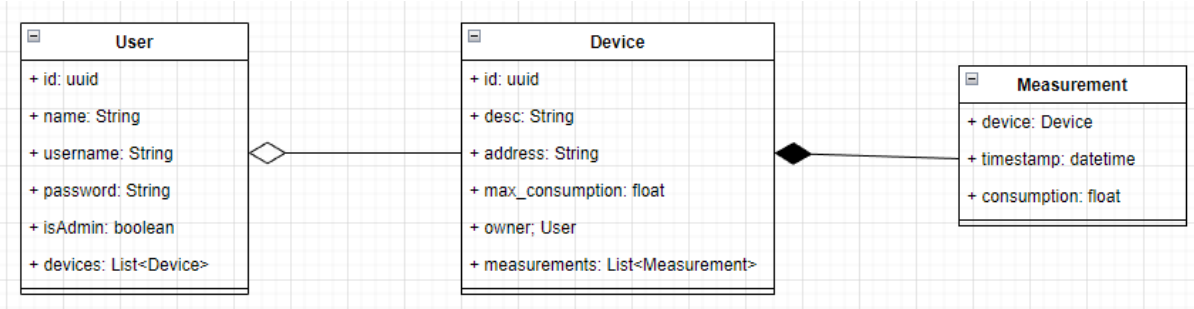 User
+ id: uuid
+ name: String
+ username: String
+ password: String
+ isAdmin: boolean
+ devices: List<Device>
Device
+ id: uuid
+ desc: String
+ address: String
+ max_consumption: float
+ owner; User
+ measurements: List<Measurement>
Measurement
+ device: Device
+ timestamp: datetime
+ consumption: float